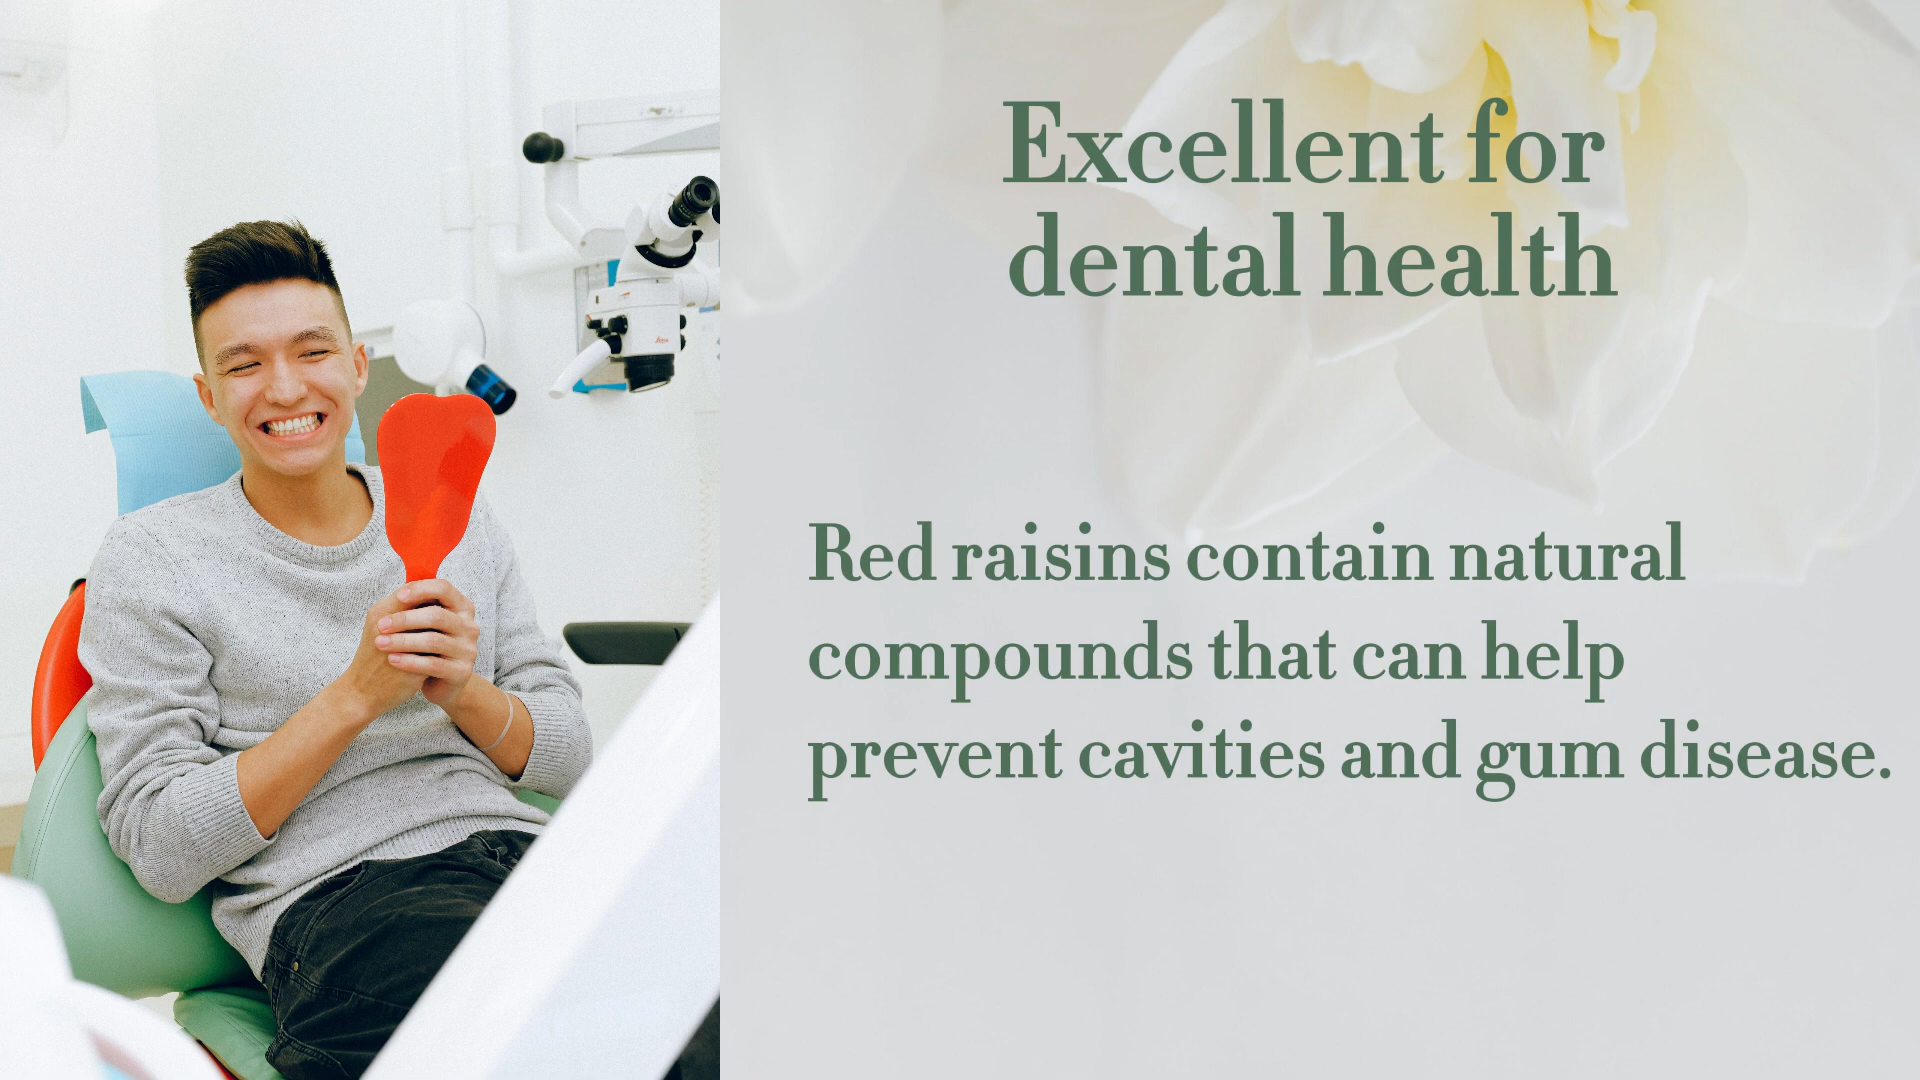 Excellent for
dental health
Red raisins contain natural
compounds that can help
prevent cavities and gum disease.